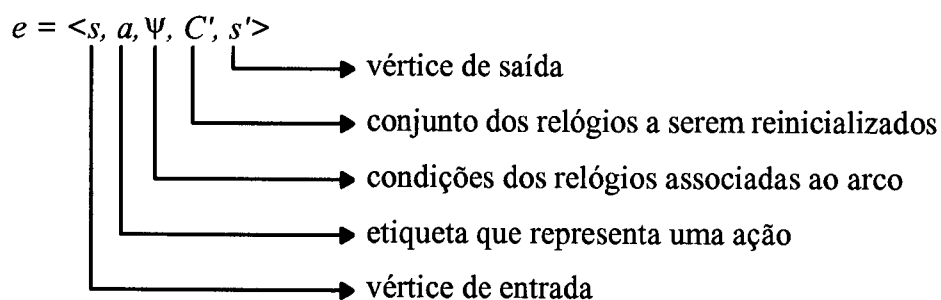 e = <s, a, Ψ, C', s'>
vértice de saída
conjunto dos relógios a serem reinicializados
condições dos relógios associadas ao arco
etiqueta que representa uma ação
vértice de entrada